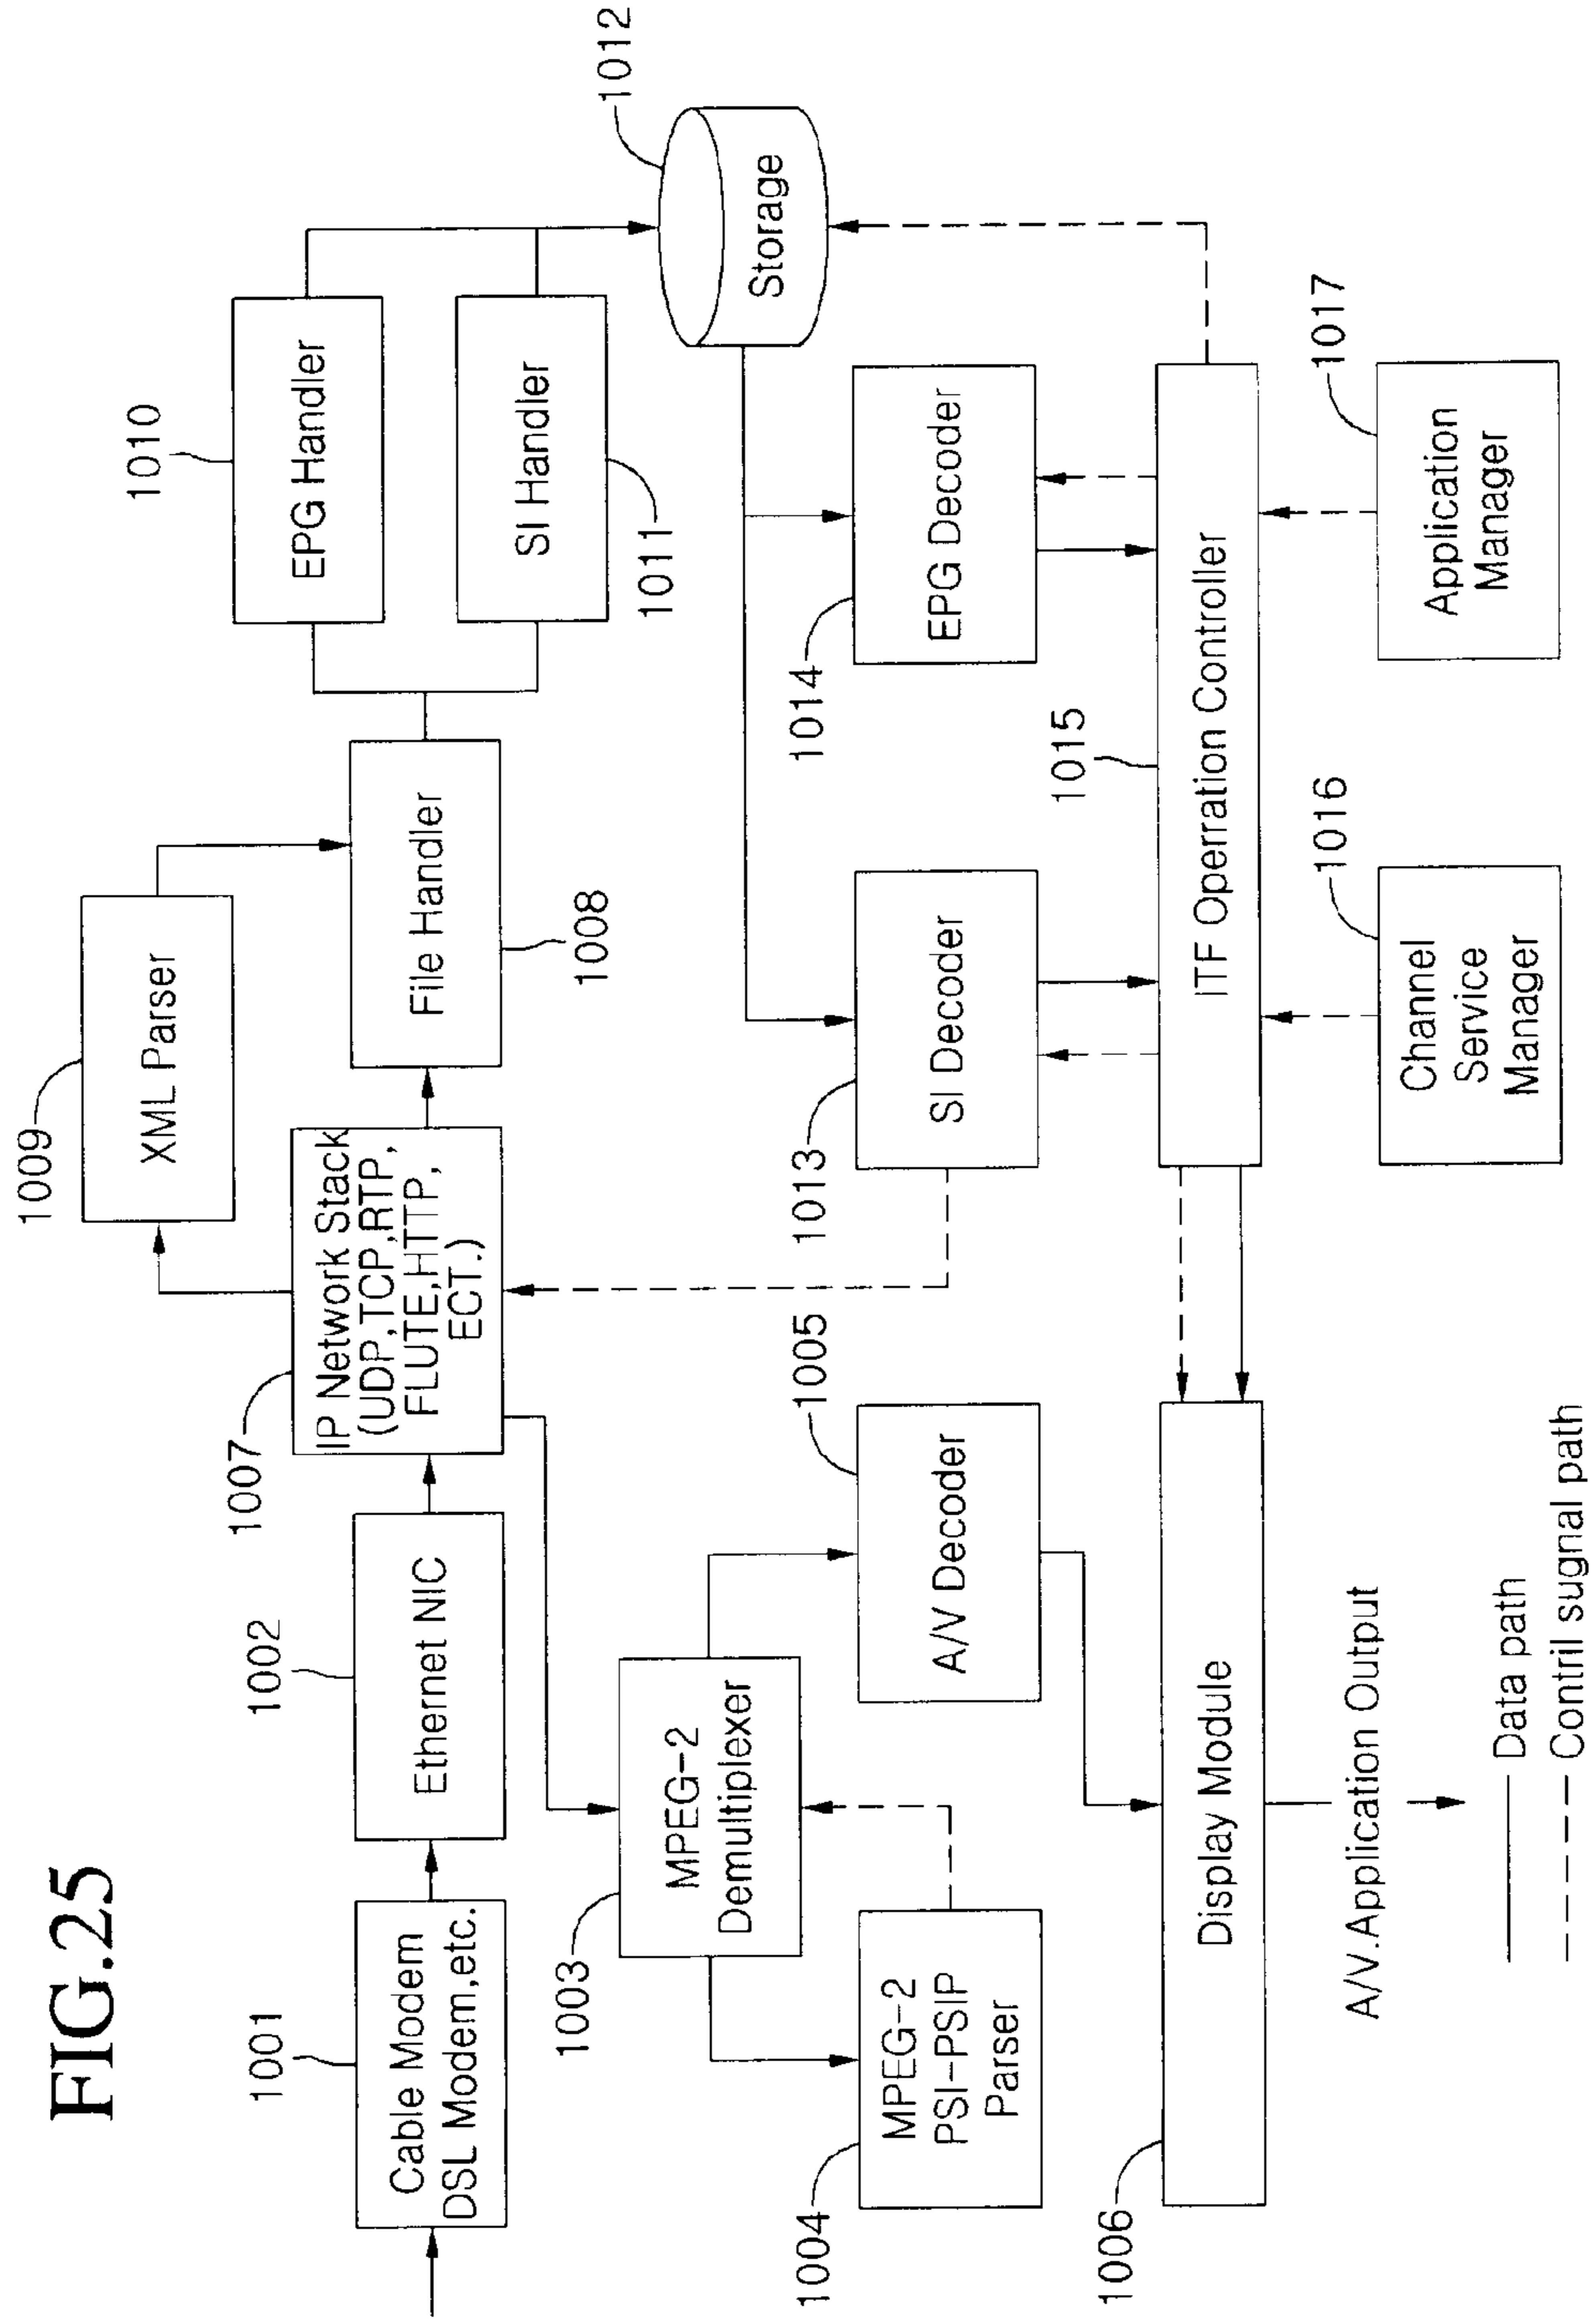 FIG.25
1001
Cable Modem
DSL Modem,etc.
1002
Ethernet NIC
1007
IP Network Stack
(UDP,TCP,RTP,
FLUTE,HTTP,
ECT.)
1009
XML Parser
File Handler
1008
1010
EPG Handler
SI Handler
1011
1012
Storage
1003
MPEG-2
Demultiplexer
1004
MPEG-2
PSI-PSIP
Parser
1005
A/V Decoder
1013
SI Decoder
1014
EPG Decoder
1006
Display Module
1015
ITF Operration Controller
1016
Channel
Service
Manager
1017
Application
Manager
A/V.Application Output
Data path
Contril sugnal path